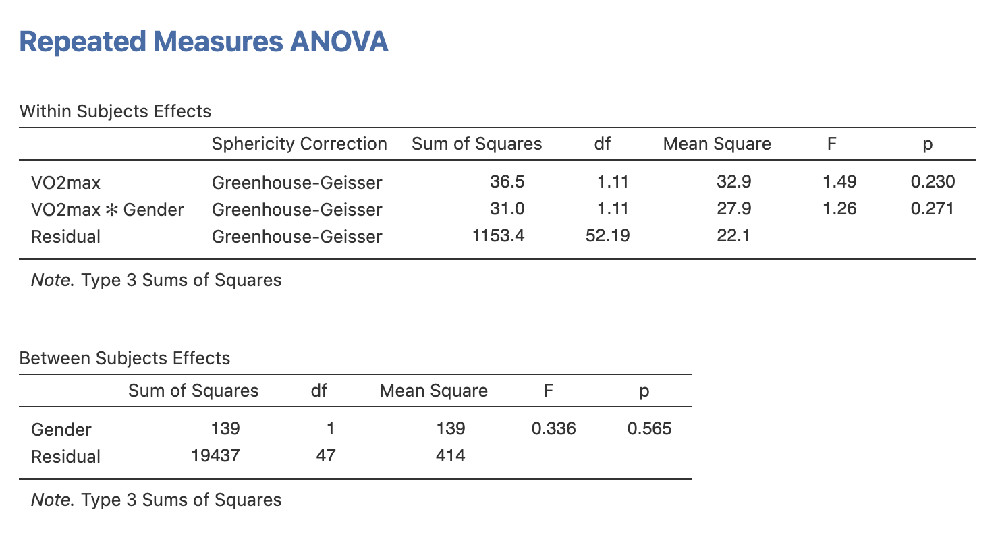 Repeated Measures ANOVA
Within Subjects Effects
Sphericity Correction Sum of Squares df Mean Square F p
VO2max Greenhouse-Geisser 36.5 1.11 32.9 1.49 0.230
VO2max ✻ Gender Greenhouse-Geisser 31.0 1.11 27.9 1.26 0.271
Residual Greenhouse-Geisser 1153.4 52.19 22.1
Note. Type 3 Sums of Squares
Between Subjects Effects
Sum of Squares df Mean Square F p
Gender 139 1 139 0.336 0.565
Residual 19437 47 414
Note. Type 3 Sums of Squares